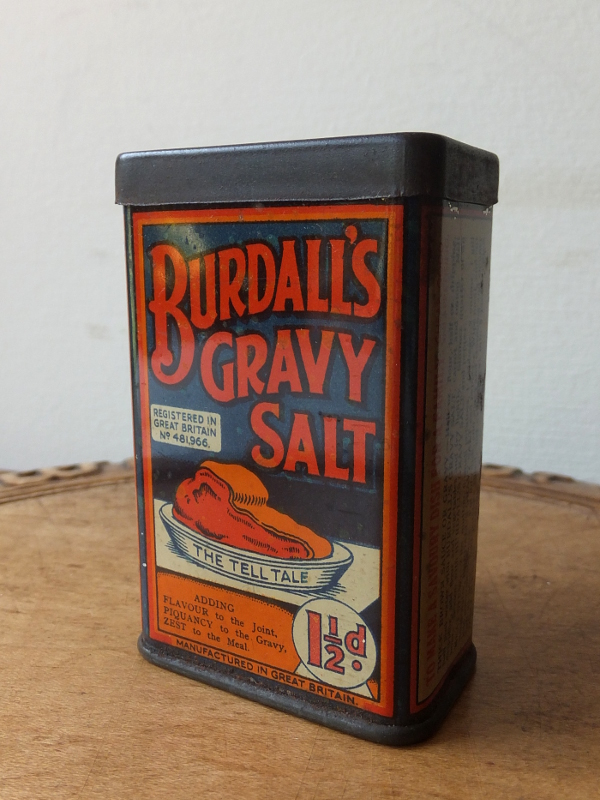 BURDALL'S
GRAVY
SALT
REGISTERED IN
GREAT BRITAIN
Nº 481,966.
THE TELL TALE
ADDING
FLAVOUR to the Joint,
PIQUANCY to the Gravy,
ZEST to the Meal.
1½d.
MANUFACTURED IN GREAT BRITAIN.